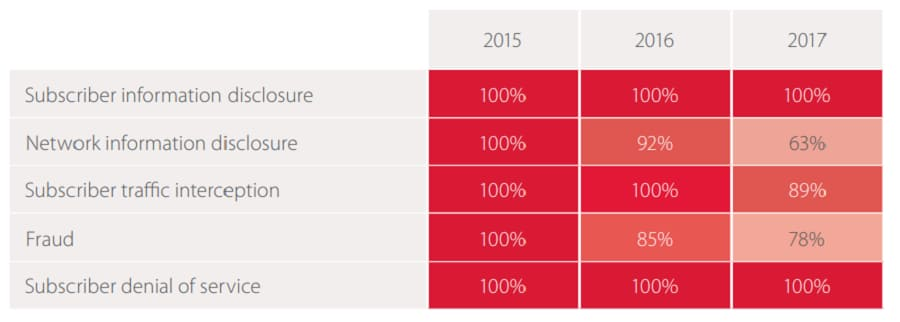 2015 2016 2017
Subscriber information disclosure 100% 100% 100%
Network information disclosure 100% 92% 63%
Subscriber traffic interception 100% 100% 89%
Fraud 100% 85% 78%
Subscriber denial of service 100% 100% 100%